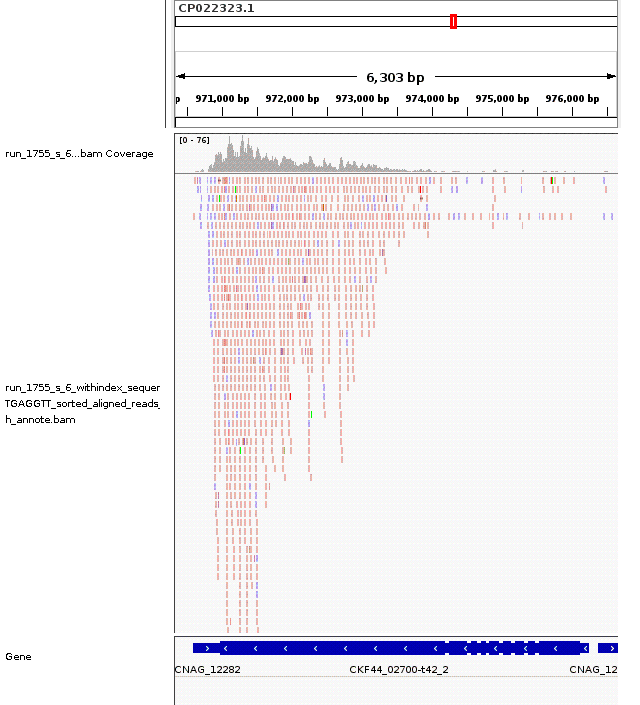 CP022323.1
6,303 bp
p 971,000 bp 972,000 bp 973,000 bp 974,000 bp 975,000 bp 976,000 bp
[0 - 76]
run_1755_s_6...bam Coverage
run_1755_s_6_withindex_sequer
TGAGGTT_sorted_aligned_reads_
h_annote.bam
Gene
CNAG_12282 CKF44_02700-t42_2 CNAG_12